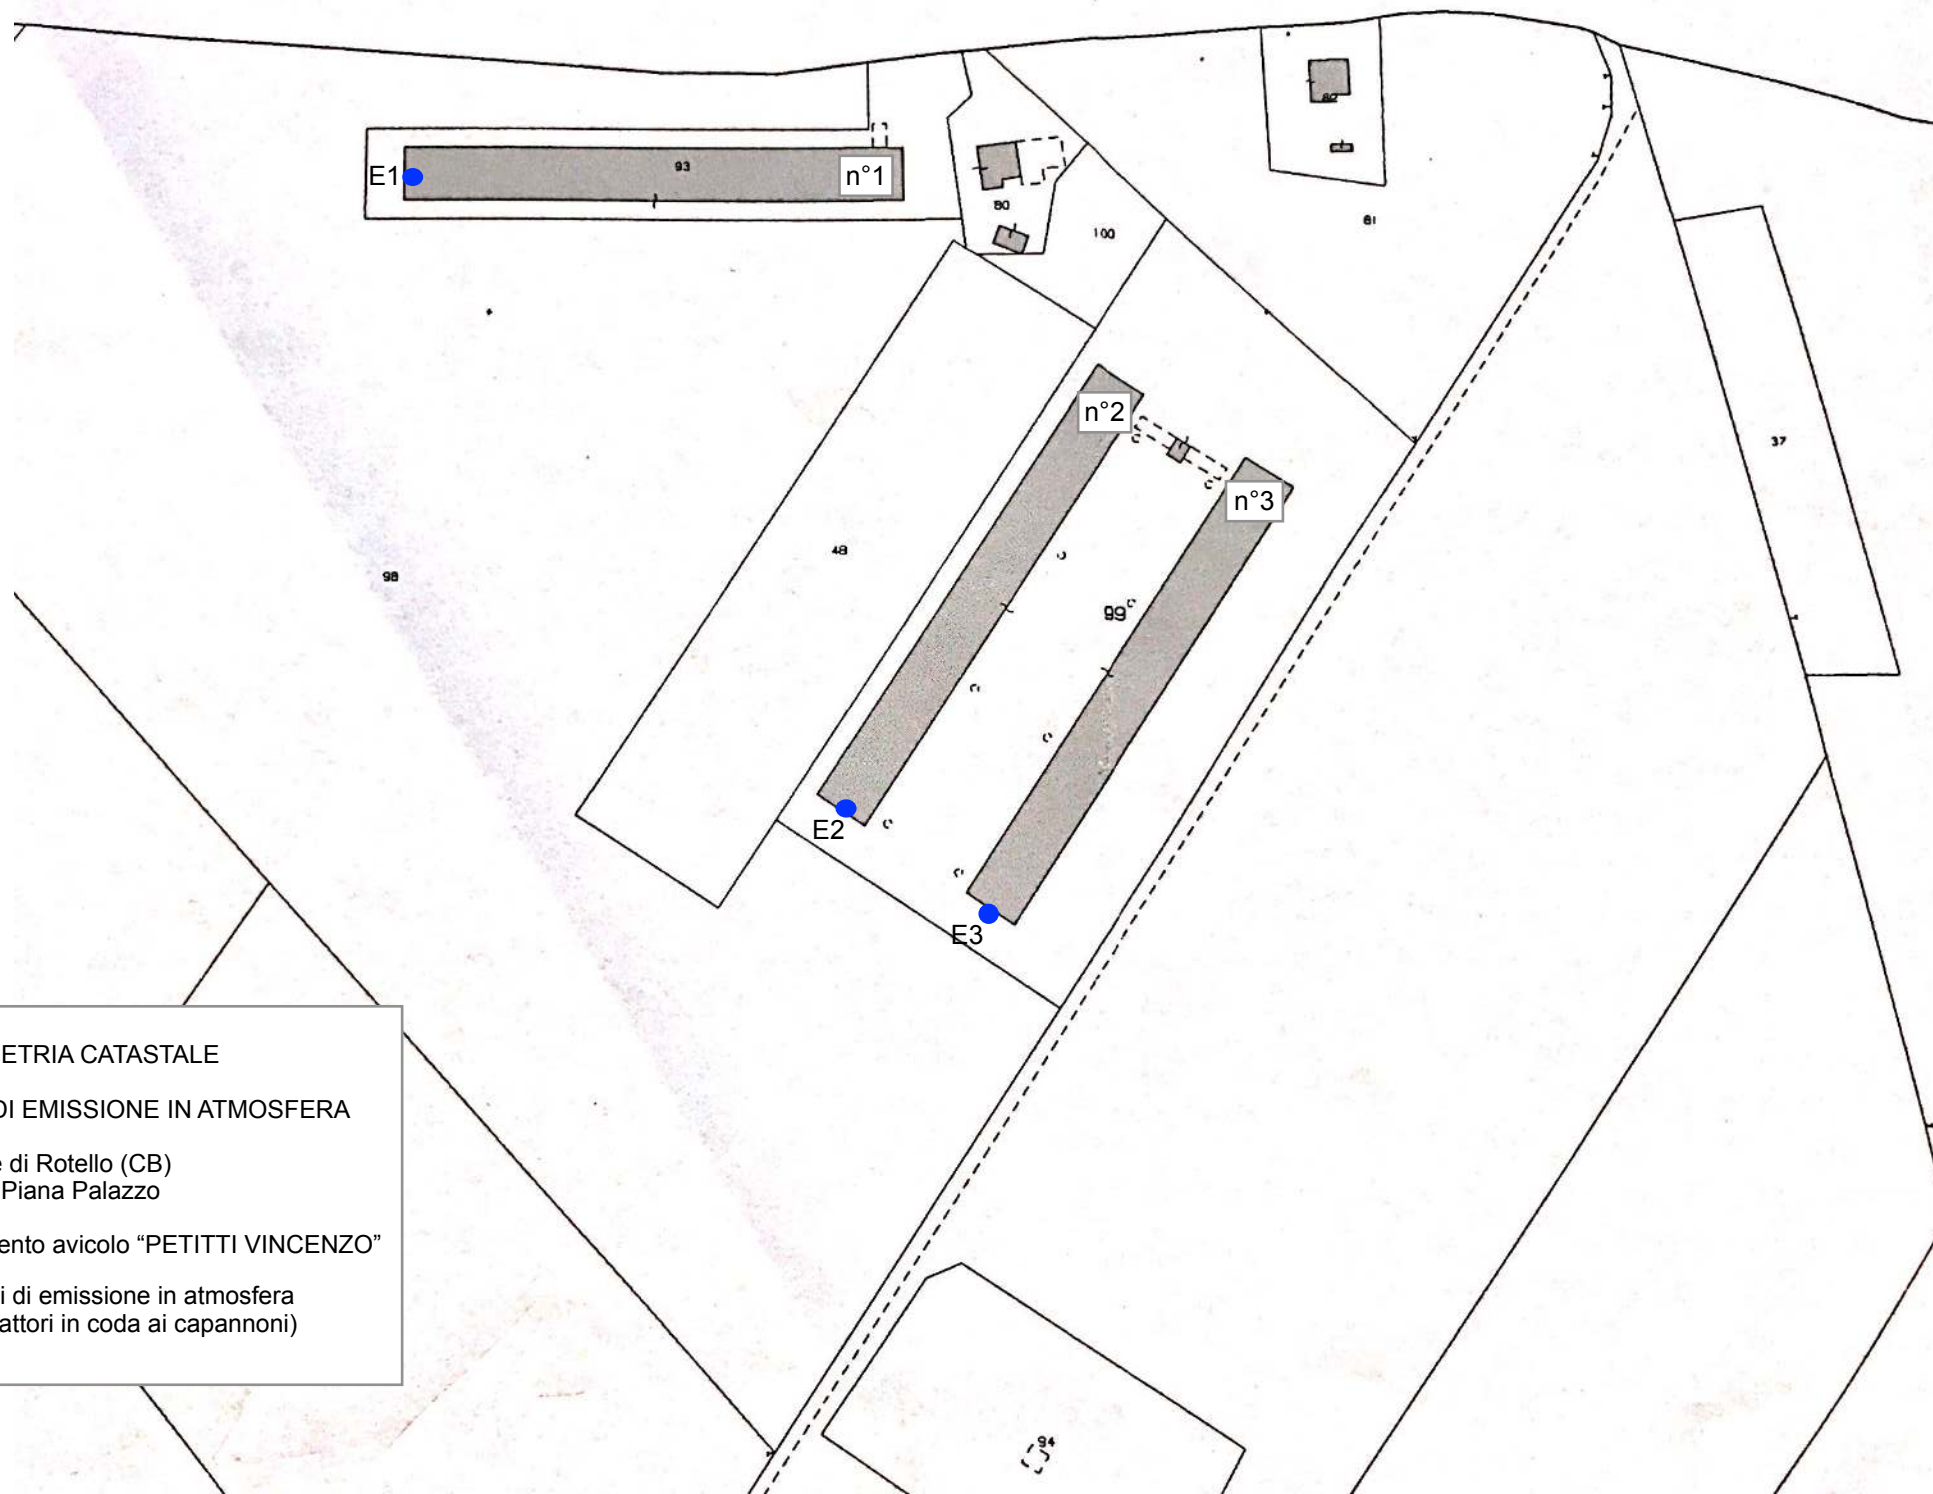 82
E1
93
n°1
80
100
81
n°2
37
n°3
48
98
99
E2
E3
ETRIA CATASTALE
DI EMISSIONE IN ATMOSFERA
e di Rotello (CB)
Piana Palazzo
ento avicolo “PETITTI VINCENZO”
i di emissione in atmosfera
attori in coda ai capannoni)
94